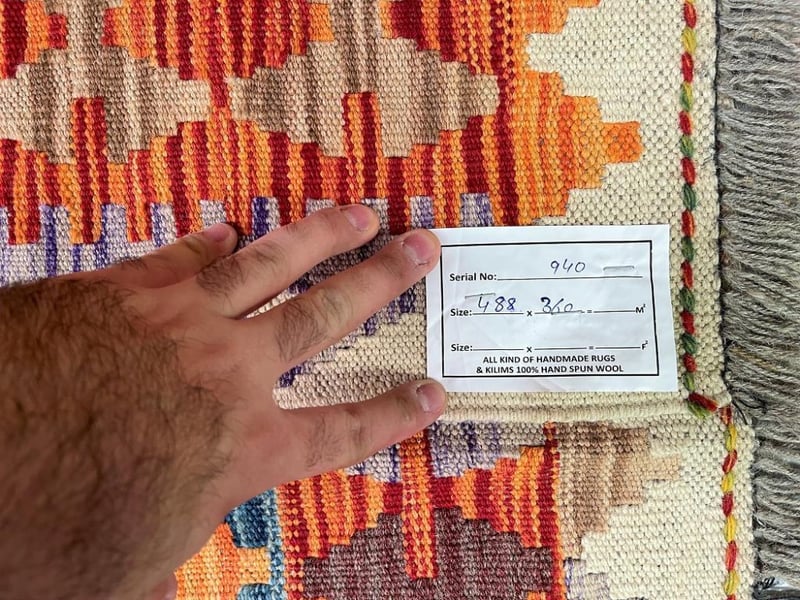 Serial No: 940
Size: 488 x 360 = M²
Size: x = F²
ALL KIND OF HANDMADE RUGS
& KILIMS 100% HAND SPUN WOOL